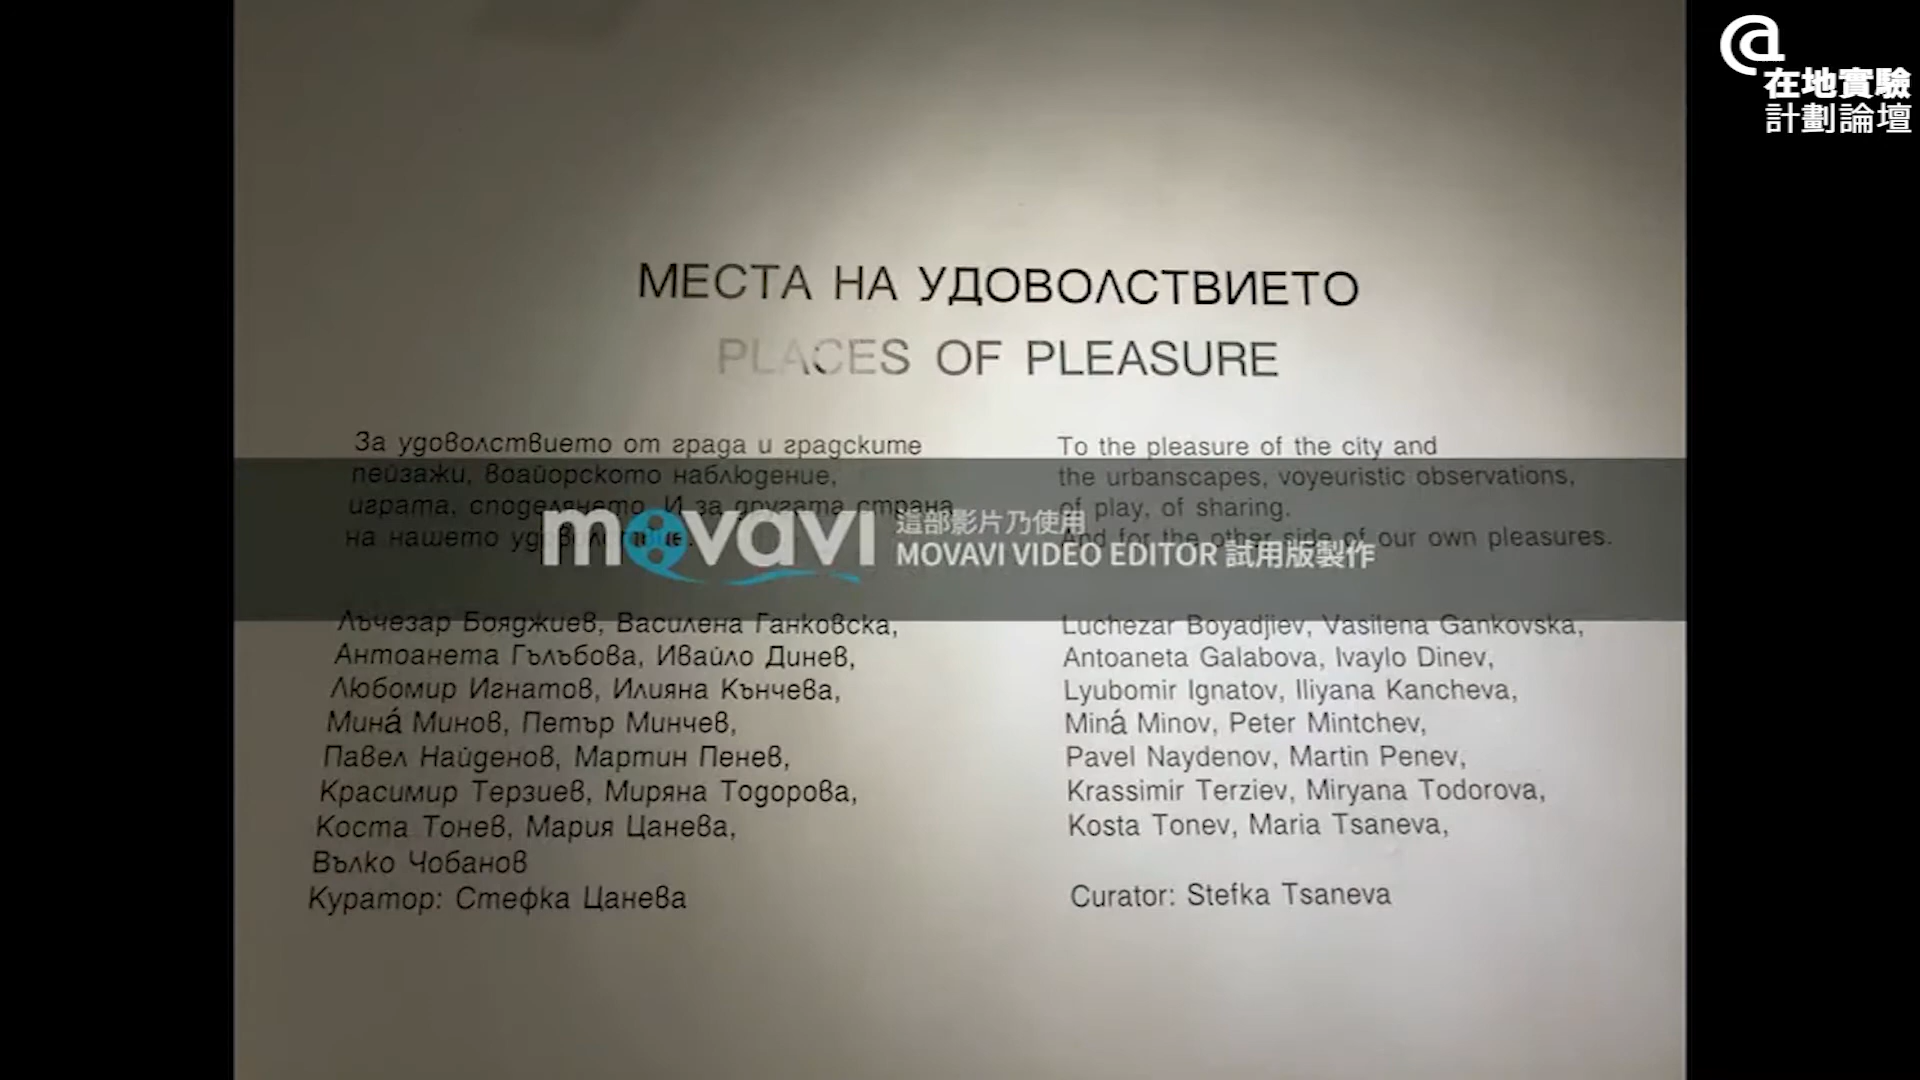 @
在地實驗
計劃論壇
МЕСТА НА УДОВОЛСТВИЕТО
PLACES OF PLEASURE
За удоволствието от града и градските
пейзажи, воайорското наблюдение,
играта, споделянето. И за другата страна
на нашето удоволствие.
To the pleasure of the city and
the urbanscapes, voyeuristic observations,
of play, of sharing.
And for the other side of our own pleasures.
movavi
這部影片乃使用
MOVAVI VIDEO EDITOR 試用版製作
Лъчезар Бояджиев, Василена Ганковска,
Антоанета Гълъбова, Ивайло Динев,
Любомир Игнатов, Илияна Кънчева,
Минá Минов, Петър Минчев,
Павел Найденов, Мартин Пенев,
Красимир Терзиев, Миряна Тодорова,
Коста Тонев, Мария Цанева,
Вълко Чобанов
Куратор: Стефка Цанева
Luchezar Boyadjiev, Vasilena Gankovska,
Antoaneta Galabova, Ivaylo Dinev,
Lyubomir Ignatov, Iliyana Kancheva,
Miná Minov, Peter Mintchev,
Pavel Naydenov, Martin Penev,
Krassimir Terziev, Miryana Todorova,
Kosta Tonev, Maria Tsaneva,
Curator: Stefka Tsaneva